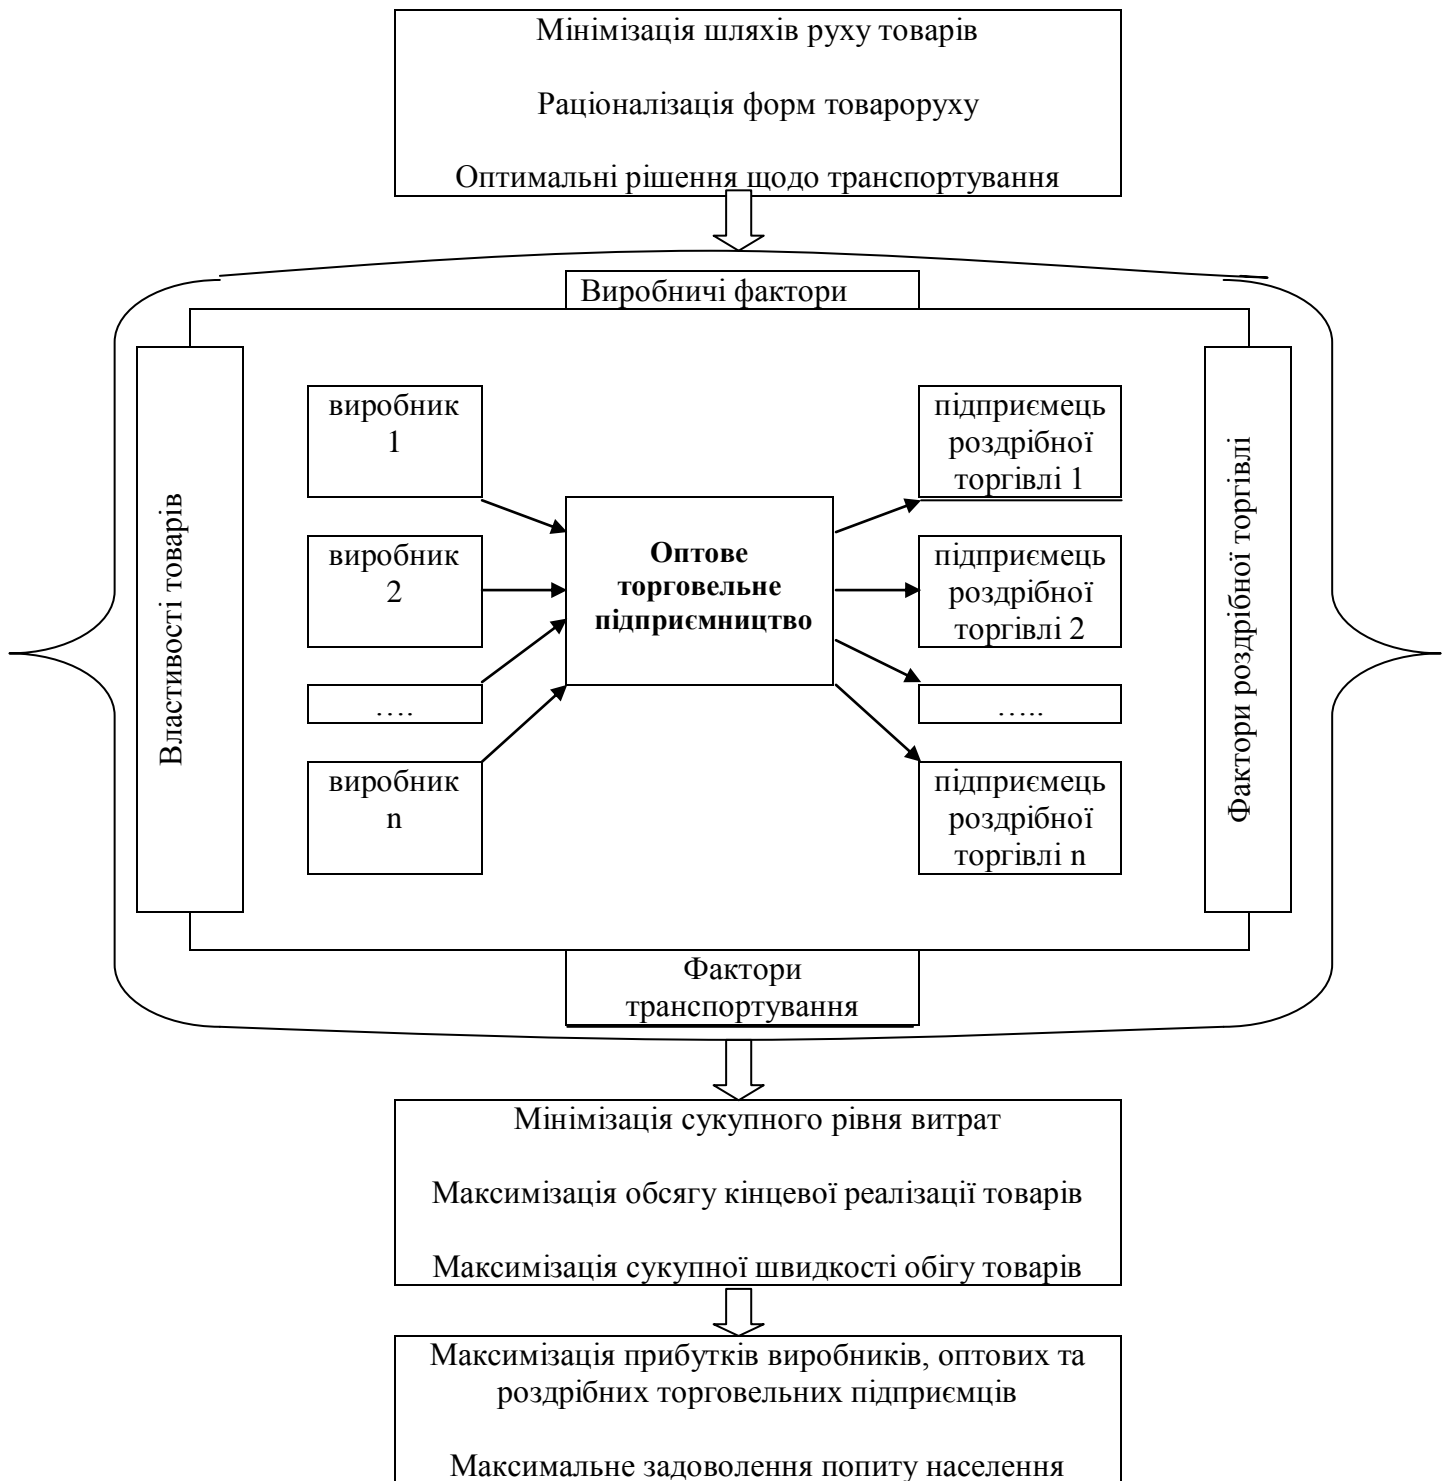 Мінімізація шляхів руху товарів
Раціоналізація форм товароруху
Оптимальні рішення щодо транспортування
Виробничі фактори
Властивості товарів
виробник
1
виробник
2
….
виробник
n
Оптове
торговельне
підприємництво
підприємець
роздрібної
торгівлі 1
підприємець
роздрібної
торгівлі 2
…..
підприємець
роздрібної
торгівлі n
Фактори роздрібної торгівлі
Фактори
транспортування
Мінімізація сукупного рівня витрат
Максимізація обсягу кінцевої реалізації товарів
Максимізація сукупної швидкості обігу товарів
Максимізація прибутків виробників, оптових та
роздрібних торговельних підприємців
Максимальне задоволення попиту населення